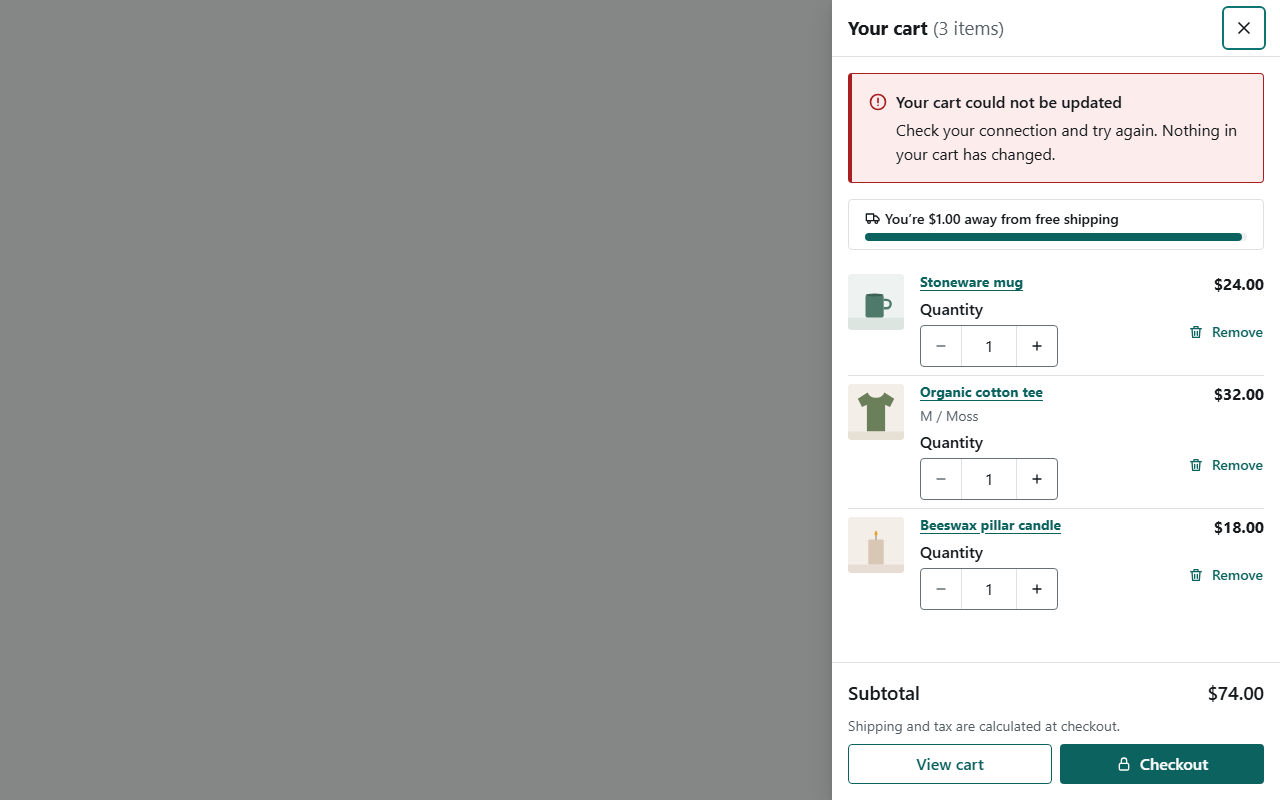 Your cart (3 items)
Your cart could not be updated
Check your connection and try again. Nothing in
your cart has changed.
You're $1.00 away from free shipping
Stoneware mug
$24.00
Quantity
− 1 +
Remove
Organic cotton tee
$32.00
M / Moss
Quantity
− 1 +
Remove
Beeswax pillar candle
$18.00
Quantity
− 1 +
Remove
Subtotal
$74.00
Shipping and tax are calculated at checkout.
View cart
Checkout